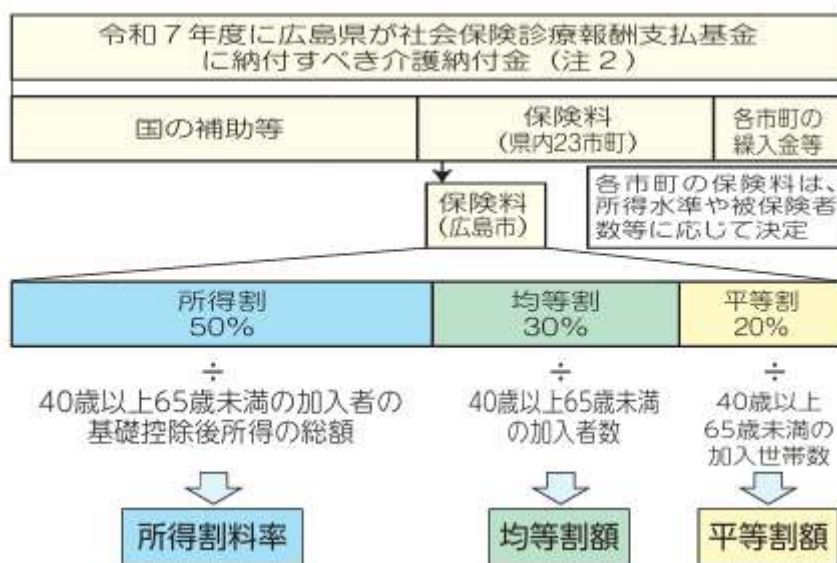 令和７年度に広島県が社会保険診療報酬支払基金
に納付すべき介護納付金（注２）
国の補助等
保険料
(県内23市町)
各市町の
繰入金等
保険料
(広島市)
各市町の保険料は、
所得水準や被保険者
数等に応じて決定
所得割
50%
均等割
30%
平等割
20%
÷
40歳以上65歳未満の加入者の
基礎控除後所得の総額
÷
40歳以上65歳未満
の加入者数
÷
40歳以上
65歳未満の
加入世帯数
所得割料率
均等割額
平等割額